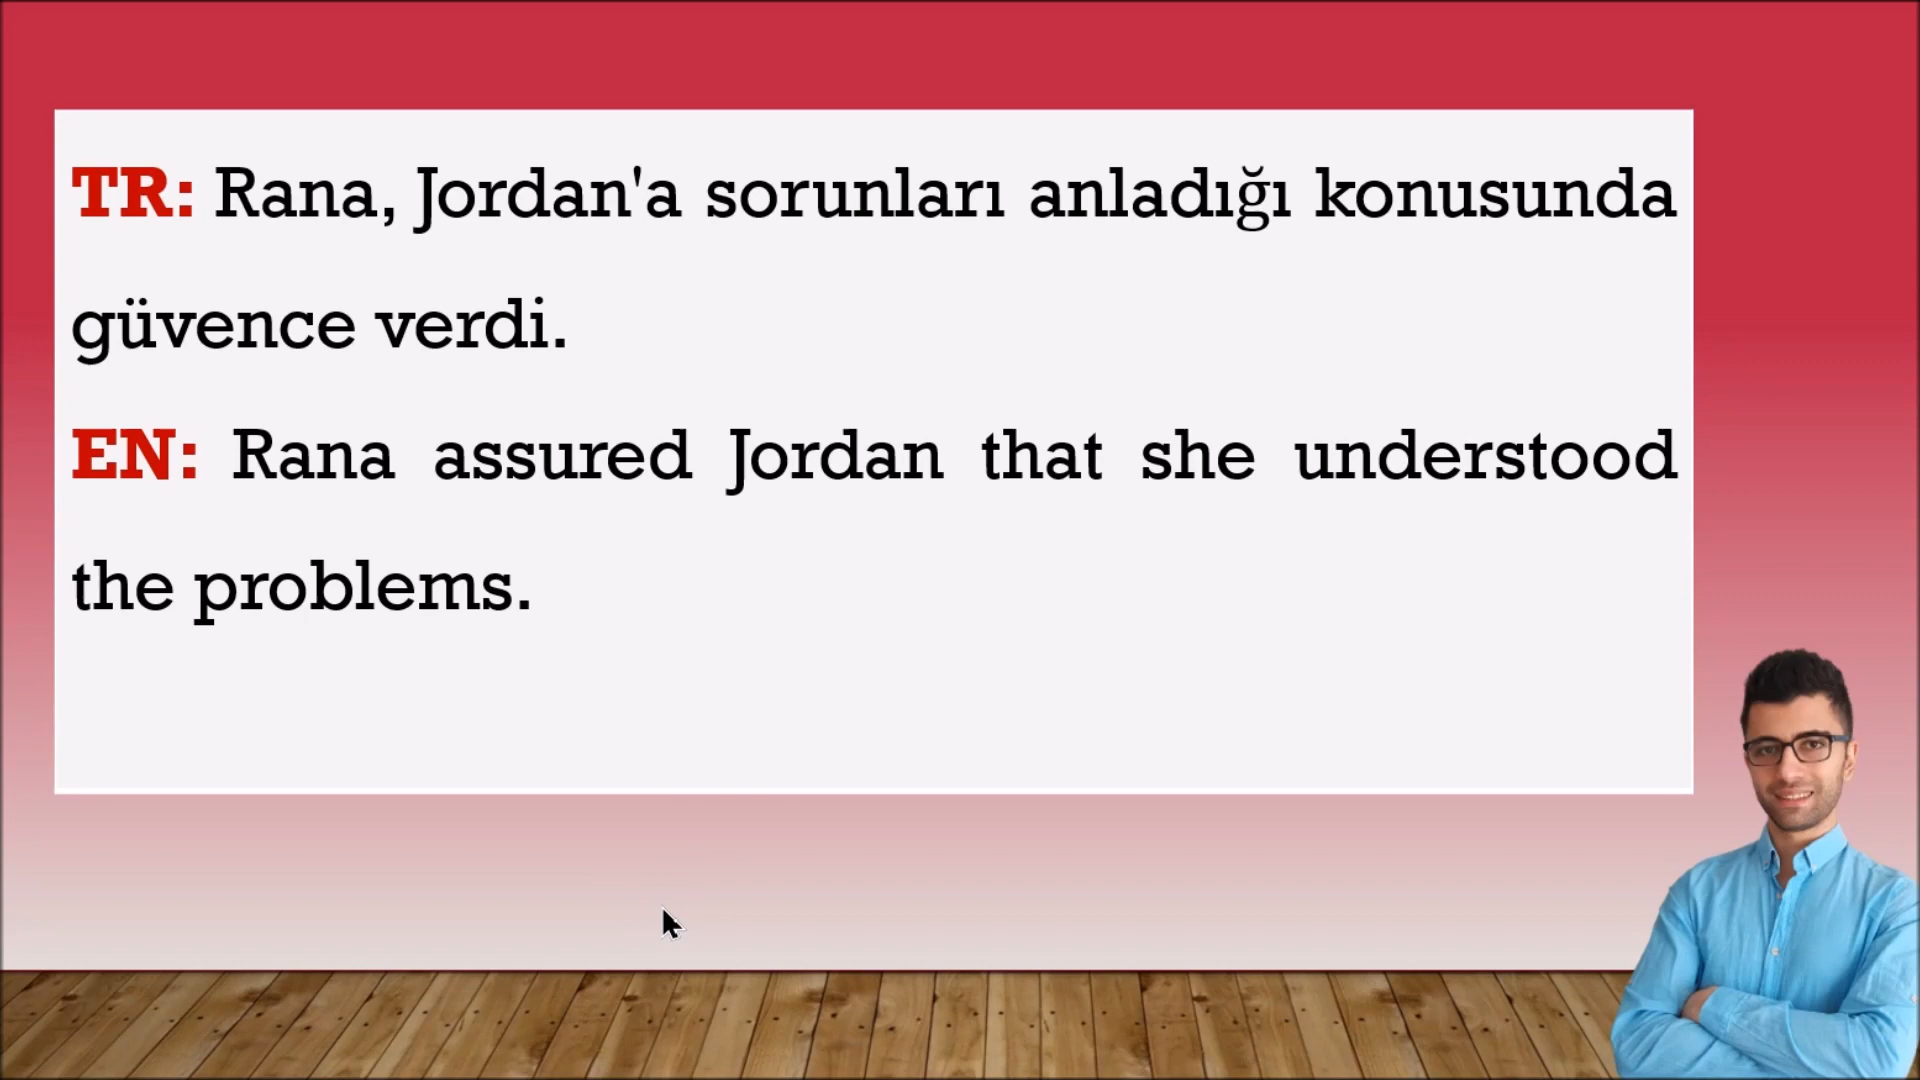 TR: Rana, Jordan'a sorunları anladığı konusunda
güvence verdi.
EN: Rana assured Jordan that she understood
the problems.